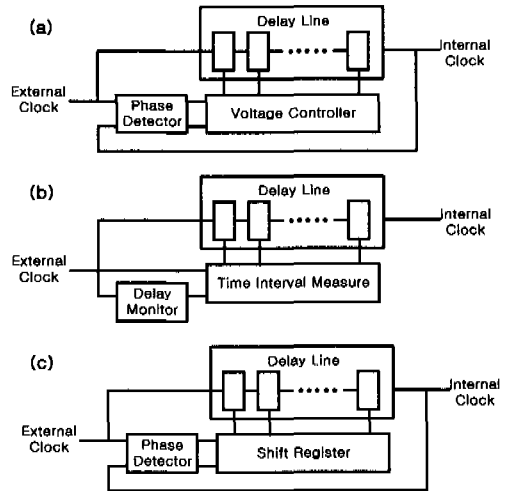 (a)
Delay Line
Internal
Clock
External
Clock
Phase
Detector
Voltage Controller
(b)
Delay Line
Internal
Clock
External
Clock
Time Interval Measure
Delay
Monitor
(c)
Delay Line
Internal
Clock
External
Clock
Phase
Detector
Shift Register